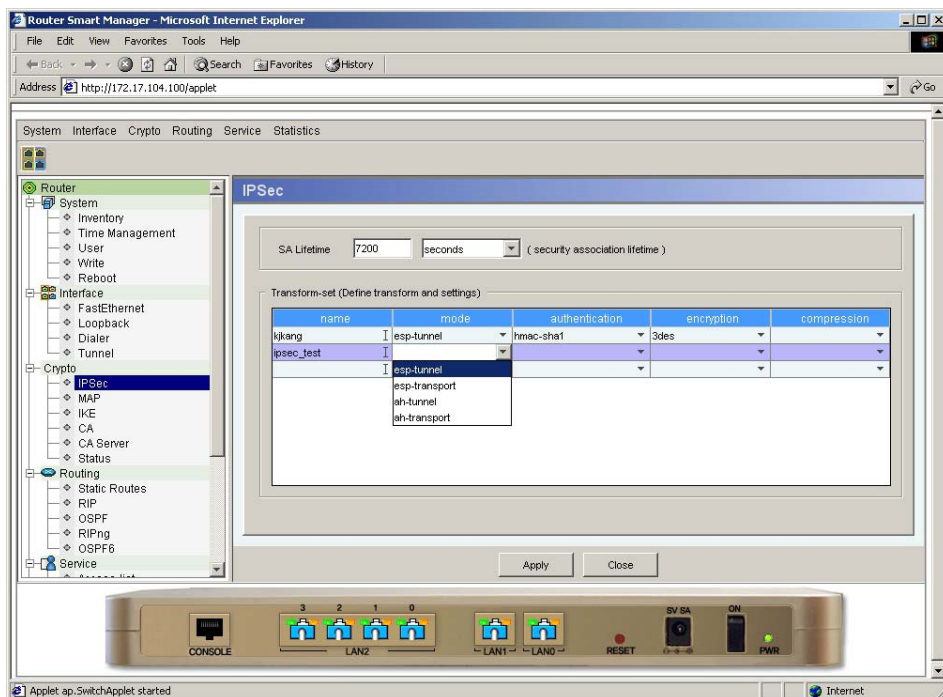 Router Smart Manager - Microsoft Internet Explorer
File Edit View Favorites Tools Help
Back Search Favorites History
Address http://172.17.104.100/applet Go
System Interface Crypto Routing Service Statistics
Router
System
Inventory
Time Management
User
Write
Reboot
Interface
FastEthernet
Loopback
Dialer
Tunnel
Crypto
IPSec
MAP
IKE
CA
CA Server
Status
Routing
Static Routes
RIP
OSPF
RIPng
OSPF6
Service
IPSec
SA Lifetime 7200 seconds ( security association lifetime )
Transform-set (Define transform and settings)
name mode authentication encryption compression
kjkang esp-tunnel hmac-sha1 3des
ipsec_test
esp-tunnel
esp-transport
ah-tunnel
ah-transport
Apply Close
3 2 1 0 5V 5A ON
CONSOLE LAN2 LAN1 LAN0 RESET PWR
Applet ap.SwitchApplet started Internet